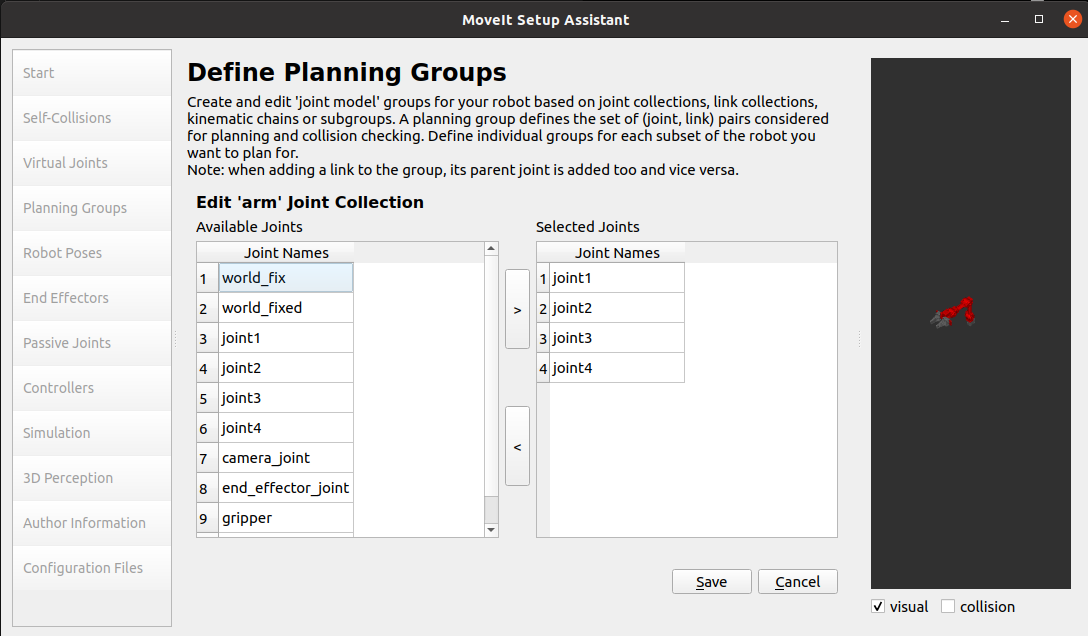 MoveIt Setup Assistant
Start
Self-Collisions
Virtual Joints
Planning Groups
Robot Poses
End Effectors
Passive Joints
Controllers
Simulation
3D Perception
Author Information
Configuration Files
Define Planning Groups
Create and edit 'joint model' groups for your robot based on joint collections, link collections,
kinematic chains or subgroups. A planning group defines the set of (joint, link) pairs considered
for planning and collision checking. Define individual groups for each subset of the robot you
want to plan for.
Note: when adding a link to the group, its parent joint is added too and vice versa.
Edit 'arm' Joint Collection
Available Joints
Joint Names
1 world_fix
2 world_fixed
3 joint1
4 joint2
5 joint3
6 joint4
7 camera_joint
8 end_effector_joint
9 gripper
>
<
Selected Joints
Joint Names
1 joint1
2 joint2
3 joint3
4 joint4
Save
Cancel
visual
collision